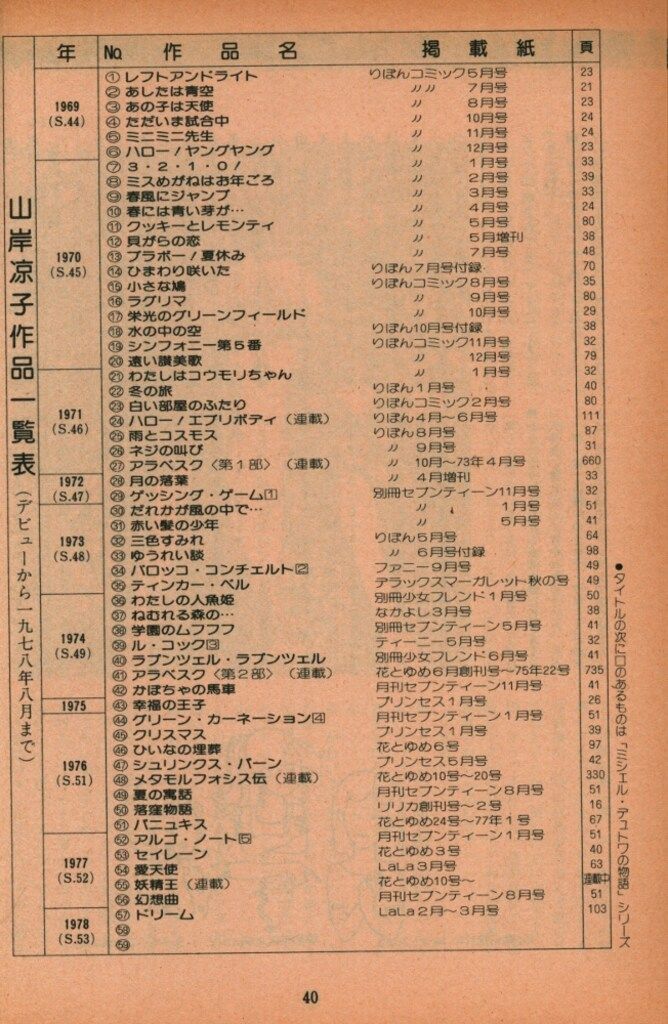 山岸凉子作品一覧表（デビューから一九七八年八月まで）
年 No. 作品名 掲載紙 頁
1969 (S.44)
① レフトアンドライト りぼんコミック5月号 23
② あしたは青空 〃〃 7月号 21
③ あの子は天使 〃 8月号 23
④ ただいま試合中 〃 10月号 24
⑤ ミニミニ先生 〃 11月号 24
⑥ ハロー！ヤングヤング 〃 12月号 23
1970 (S.45)
⑦ 3・2・1・0！ 〃 1月号 33
⑧ ミスめがねはお年ごろ 〃 2月号 39
⑨ 春風にジャンプ 〃 3月号 33
⑩ 春には青い芽が… 〃 4月号 24
⑪ クッキーとレモンティ 〃 5月号 80
⑫ 貝がらの恋 〃 5月増刊 38
⑬ ブラボー！夏休み 〃 7月号 48
⑭ ひまわり咲いた りぼん7月号付録 70
⑮ 小さな鳩 りぼんコミック8月号 35
⑯ ラグリマ 〃 9月号 80
⑰ 栄光のグリーンフィールド 〃 10月号 29
⑱ 水の中の空 りぼん10月号付録 38
⑲ シンフォニー第5番 りぼんコミック11月号 32
⑳ 遠い讃美歌 〃 12月号 79
1971 (S.46)
㉑ わたしはコウモリちゃん 〃 1月号 32
㉒ 冬の旅 りぼん1月号 40
㉓ 白い部屋のふたり りぼんコミック2月号 80
㉔ ハロー！エブリボディ（連載） りぼん4月～6月号 111
㉕ 雨とコスモス りぼん8月号 87
㉖ ネジの叫び 〃 9月号 31
㉗ アラベスク〈第1部〉（連載） 〃 10月～73年4月号 660
1972 (S.47)
㉘ 月の落葉 〃 4月増刊 33
㉙ ゲッシング・ゲーム[1] 別冊セブンティーン11月号 32
1973 (S.48)
㉚ だれかが風の中で… 〃 1月号 51
㉛ 赤い髪の少年 〃 5月号 41
㉜ 三色すみれ りぼん5月号 64
㉝ ゆうれい談 〃 6月号付録 98
㉞ バロッコ・コンチェルト[2] ファニー9月号 49
㉟ ティンカー・ベル デラックスマーガレット秋の号 49
1974 (S.49)
㊱ わたしの人魚姫 別冊少女フレンド1月号 50
㊲ ねむれる森の… なかよし3月号 38
㊳ 学園のムフフフ 別冊セブンティーン5月号 41
㊴ ル・コック[3] ティーニー5月号 32
㊵ ラプンツェル・ラプンツェル 別冊少女フレンド6月号 41
㊶ アラベスク〈第2部〉（連載） 花とゆめ6月創刊号～75年22号 735
㊷ かぼちゃの馬車 月刊セブンティーン11月号 41
1975
㊸ 幸福の王子 プリンセス1月号 26
1976 (S.51)
㊹ グリーン・カーネーション[4] 月刊セブンティーン1月号 51
㊺ クリスマス プリンセス1月号 39
㊻ ひいなの埋葬 花とゆめ6号 97
㊼ シュリンクス・パーン プリンセス5月号 42
㊽ メタモルフォシス伝（連載） 花とゆめ10号～20号 330
㊾ 夏の寓話 月刊セブンティーン8月号 51
㊿ 落窪物語 リリカ創刊号～2号 16
51 パニュキス 花とゆめ24号～77年1号 67
1977 (S.52)
52 アルゴ・ノート[5] 月刊セブンティーン1月号 51
53 セイレーン 花とゆめ3号 40
54 愛天使 LaLa3月号 63
55 妖精王（連載） 花とゆめ10号～ 連載中
56 幻想曲 月刊セブンティーン8月号 51
1978 (S.53)
57 ドリーム LaLa2月～3月号 103
58
59
●タイトルの次に□のあるものは「ミシェル・デュトワの物語」シリーズ
40